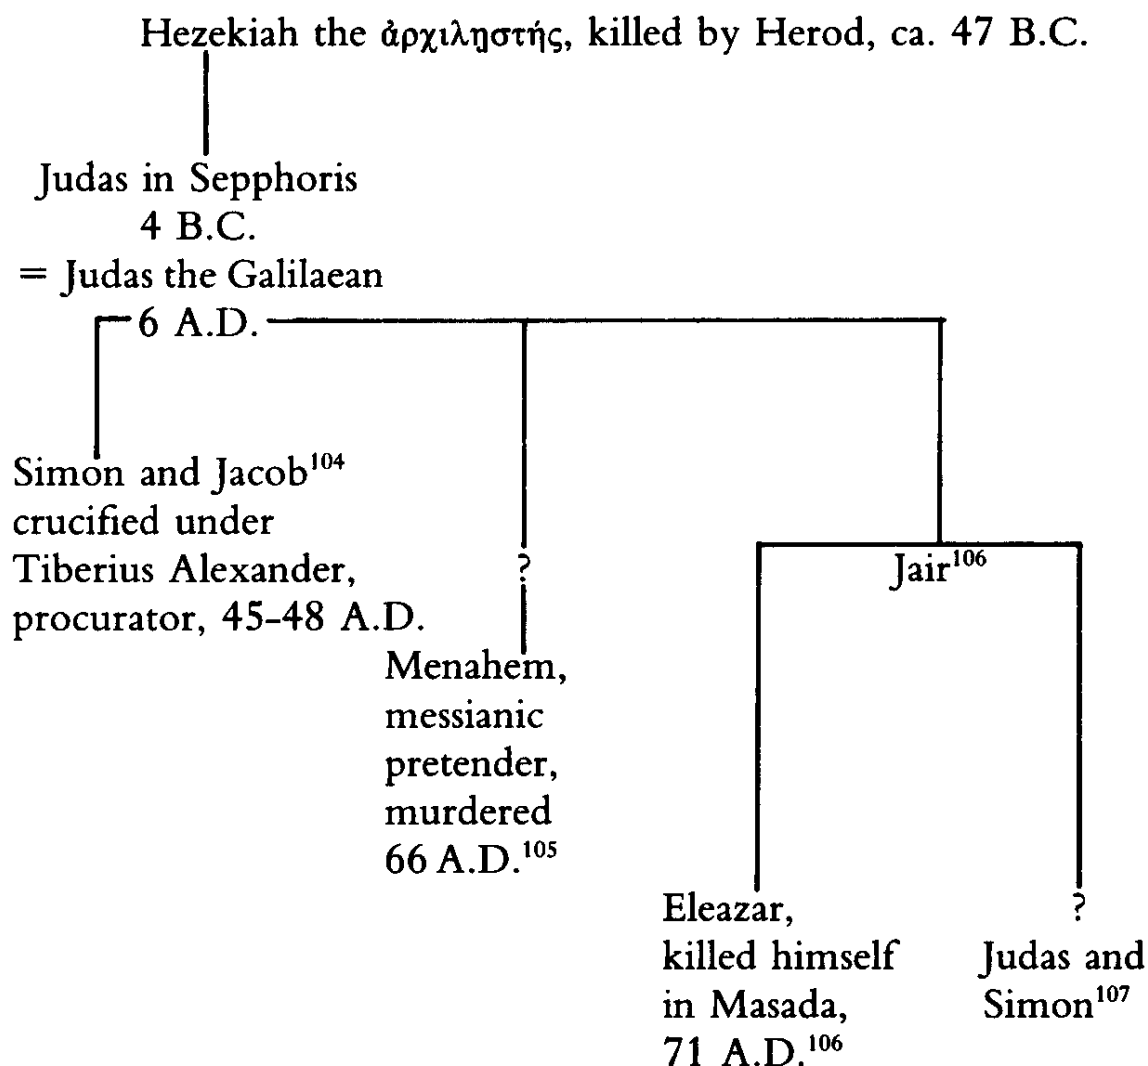 Hezekiah the ἀρχιλῃστής, killed by Herod, ca. 47 B.C.
Judas in Sepphoris
4 B.C.
= Judas the Galilaean
6 A.D.
Simon and Jacob¹⁰⁴
crucified under
Tiberius Alexander,
procurator, 45–48 A.D.
?
Menahem,
messianic
pretender,
murdered
66 A.D.¹⁰⁵
Jair¹⁰⁶
Eleazar,
killed himself
in Masada,
71 A.D.¹⁰⁶
?
Judas and
Simon¹⁰⁷